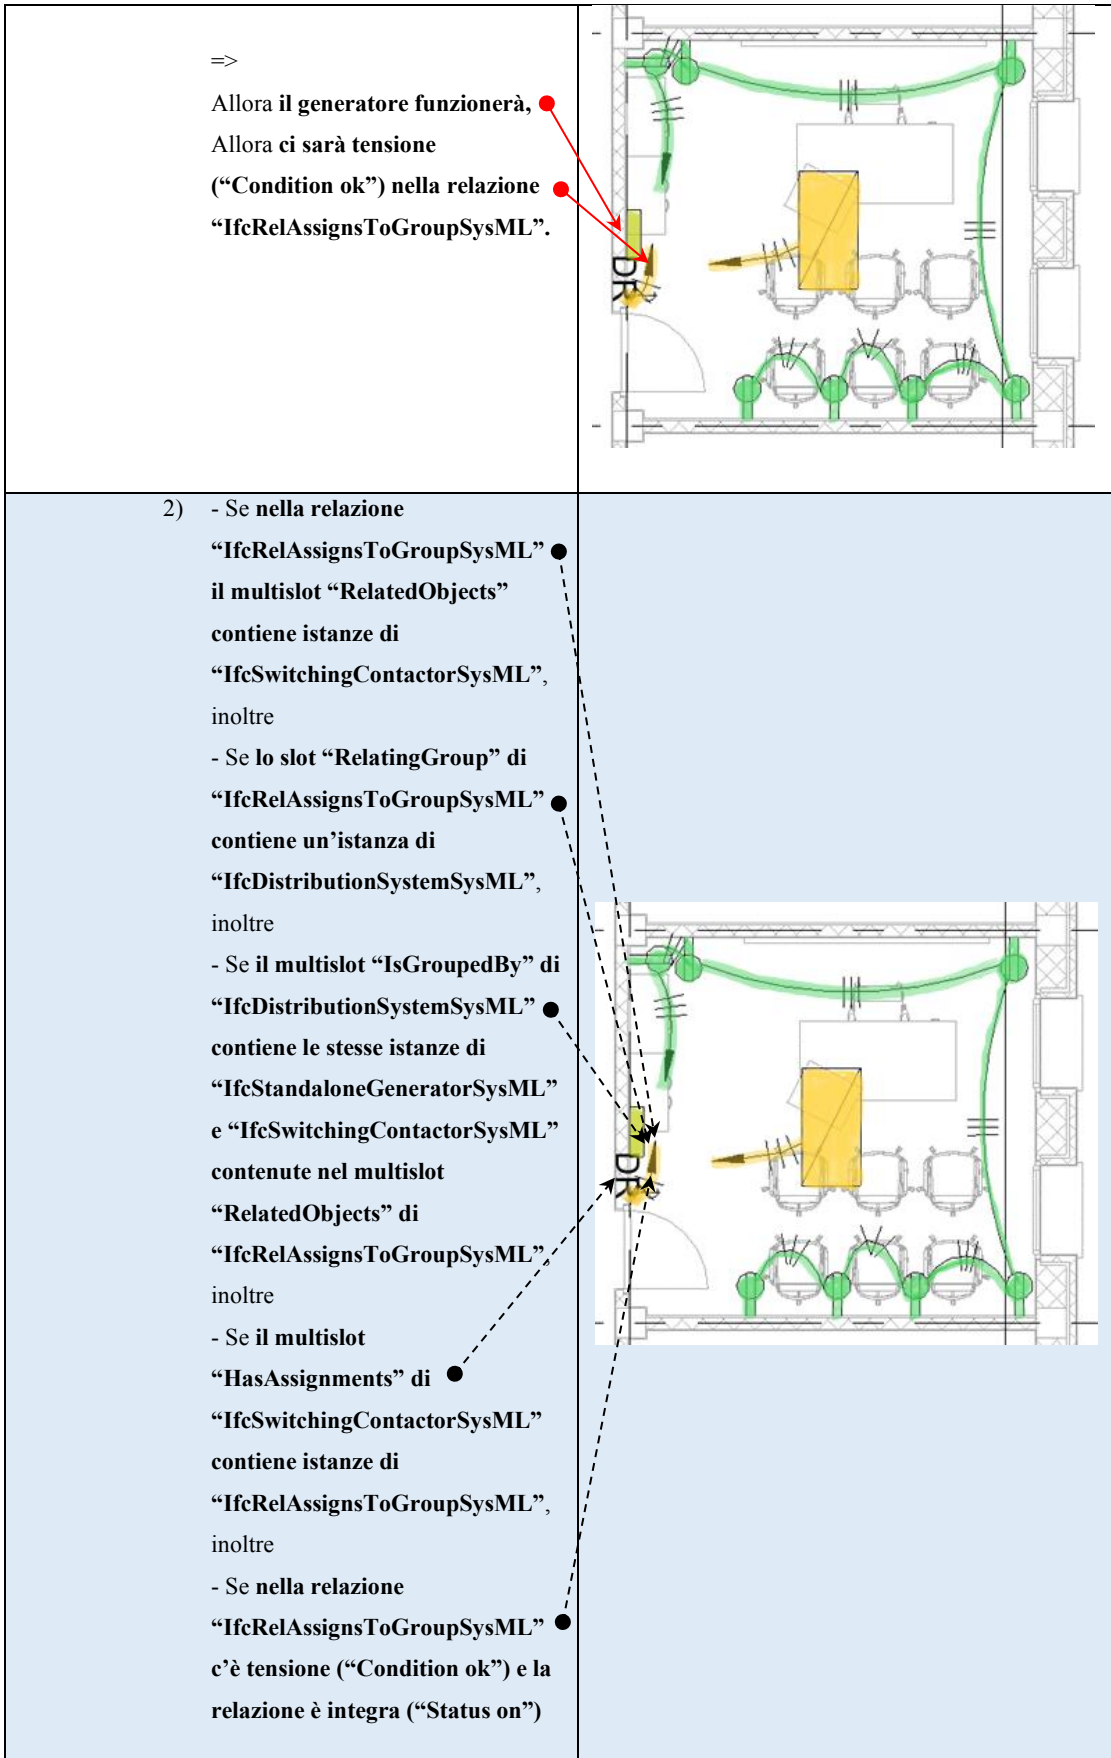 =>
Allora il generatore funzionerà,
Allora ci sarà tensione
(“Condition ok”) nella relazione
“IfcRelAssignsToGroupSysML”.
DR
2) - Se nella relazione
“IfcRelAssignsToGroupSysML”
il multislot “RelatedObjects”
contiene istanze di
“IfcSwitchingContactorSysML”,
inoltre
- Se lo slot “RelatingGroup” di
“IfcRelAssignsToGroupSysML”
contiene un’istanza di
“IfcDistributionSystemSysML”,
inoltre
- Se il multislot “IsGroupedBy” di
“IfcDistributionSystemSysML”
contiene le stesse istanze di
“IfcStandaloneGeneratorSysML”
e “IfcSwitchingContactorSysML”
contenute nel multislot
“RelatedObjects” di
“IfcRelAssignsToGroupSysML”,
inoltre
- Se il multislot
“HasAssignments” di
“IfcSwitchingContactorSysML”
contiene istanze di
“IfcRelAssignsToGroupSysML”,
inoltre
- Se nella relazione
“IfcRelAssignsToGroupSysML”
c’è tensione (“Condition ok”) e la
relazione è integra (“Status on”)
DR